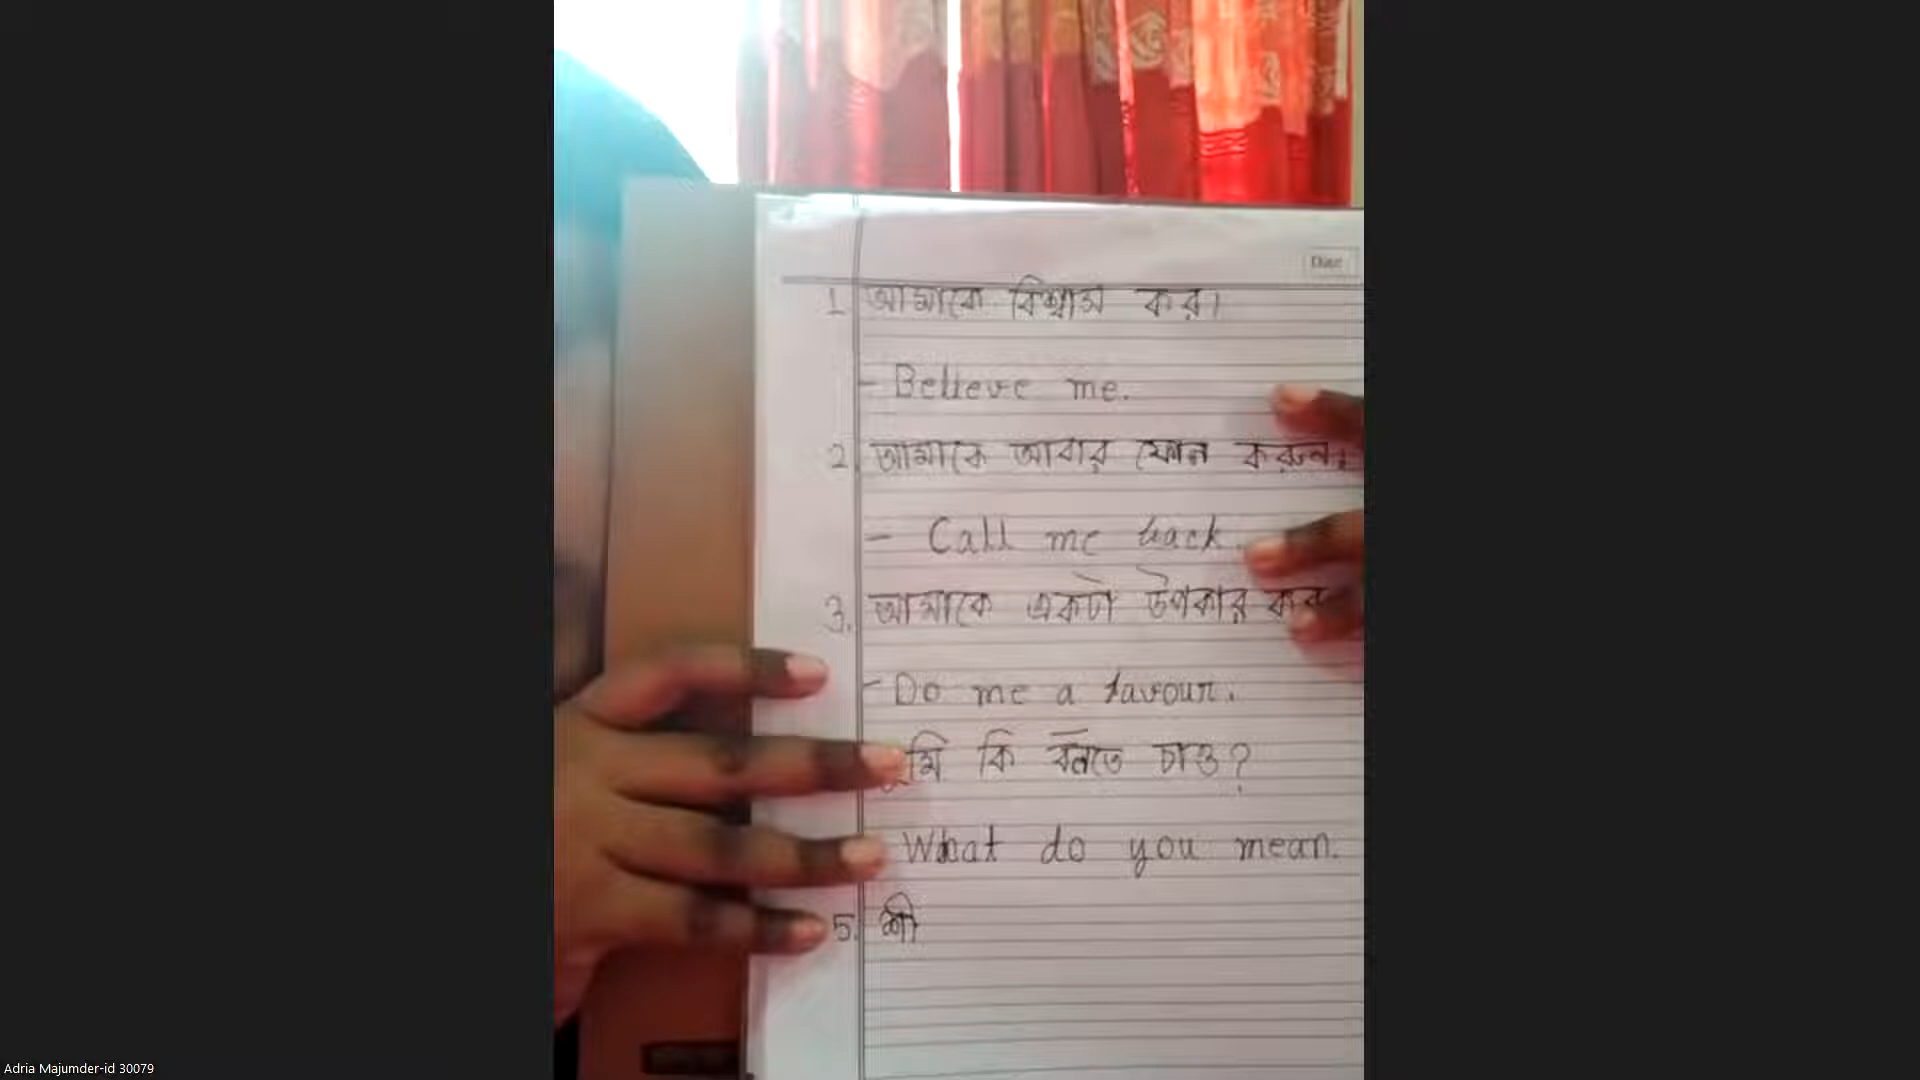 Date
1. আমাকে বিশ্বাস কর।
- Believe me.
2. আমাকে আবার ফোন করুন।
- Call me back.
3. আমাকে একটা উপকার কর
- Do me a favour.
তুমি কি বলতে চাও?
What do you mean.
5. শী
Adria Majumder-id 30079